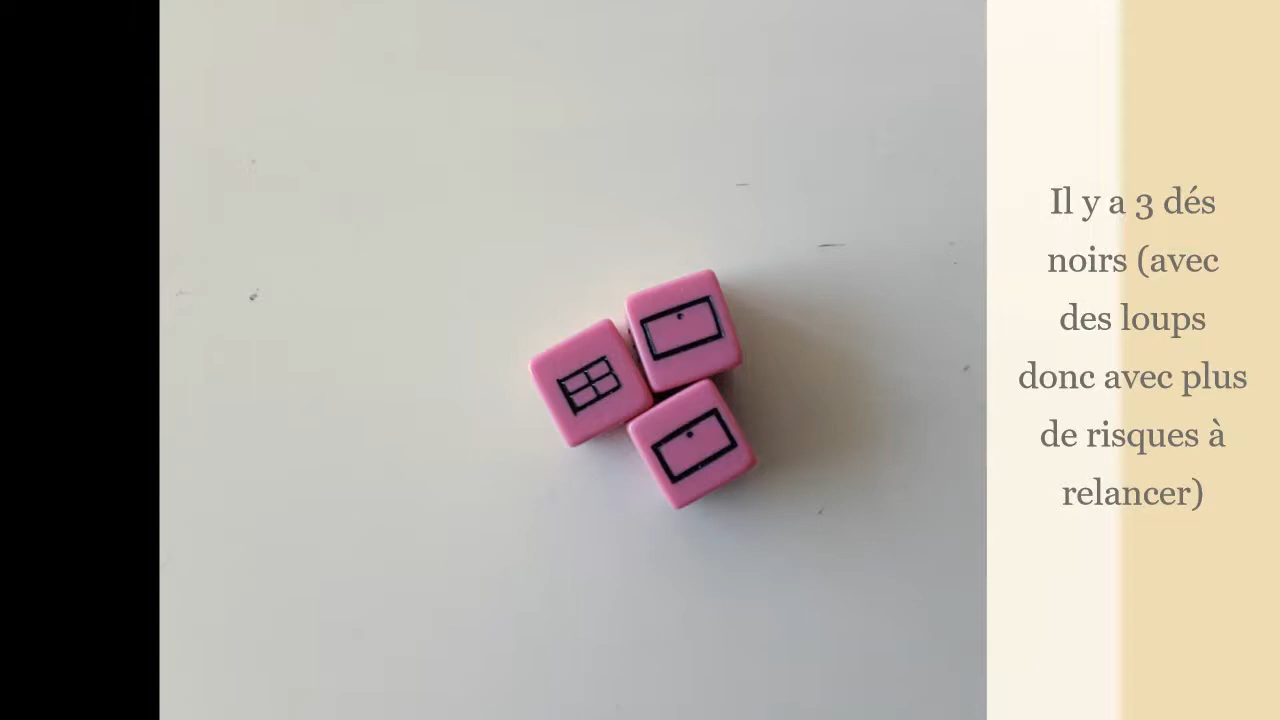 Il y a 3 dés
noirs (avec
des loups
donc avec plus
de risques à
relancer)